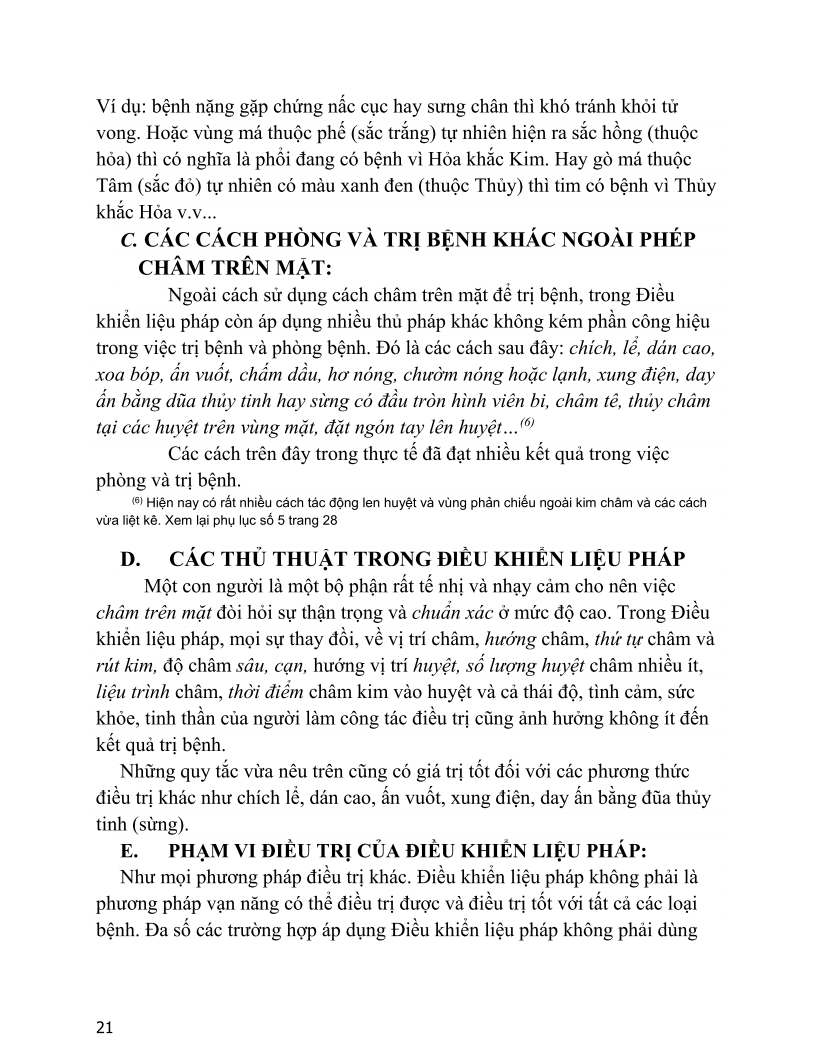 Ví dụ: bệnh nặng gặp chứng nấc cục hay sưng chân thì khó tránh khỏi tử
vong. Hoặc vùng má thuộc phế (sắc trắng) tự nhiên hiện ra sắc hồng (thuộc
hỏa) thì có nghĩa là phổi đang có bệnh vì Hỏa khắc Kim. Hay gò má thuộc
Tâm (sắc đỏ) tự nhiên có màu xanh đen (thuộc Thủy) thì tim có bệnh vì Thủy
khắc Hỏa v.v...
C. CÁC CÁCH PHÒNG VÀ TRỊ BỆNH KHÁC NGOÀI PHÉP
CHÂM TRÊN MẶT:
Ngoài cách sử dụng cách châm trên mặt để trị bệnh, trong Điều
khiển liệu pháp còn áp dụng nhiều thủ pháp khác không kém phần công hiệu
trong việc trị bệnh và phòng bệnh. Đó là các cách sau đây: chích, lể, dán cao,
xoa bóp, ấn vuốt, chấm dầu, hơ nóng, chườm nóng hoặc lạnh, xung điện, day
ấn bằng dũa thủy tinh hay sừng có đầu tròn hình viên bi, châm tê, thủy châm
tại các huyệt trên vùng mặt, đặt ngón tay lên huyệt…(6)
Các cách trên đây trong thực tế đã đạt nhiều kết quả trong việc
phòng và trị bệnh.
(6) Hiện nay có rất nhiều cách tác động len huyệt và vùng phản chiếu ngoài kim châm và các cách
vừa liệt kê. Xem lại phụ lục số 5 trang 28
D. CÁC THỦ THUẬT TRONG ĐlỀU KHIỂN LIỆU PHÁP
Một con người là một bộ phận rất tế nhị và nhạy cảm cho nên việc
châm trên mặt đòi hỏi sự thận trọng và chuẩn xác ở mức độ cao. Trong Điều
khiển liệu pháp, mọi sự thay đồi, về vị trí châm, hướng châm, thứ tự châm và
rút kim, độ châm sâu, cạn, hướng vị trí huyệt, số lượng huyệt châm nhiều ít,
liệu trình châm, thời điểm châm kim vào huyệt và cả thái độ, tình cảm, sức
khỏe, tinh thần của người làm công tác điều trị cũng ảnh hưởng không ít đến
kết quả trị bệnh.
Những quy tắc vừa nêu trên cũng có giá trị tốt đối với các phương thức
điều trị khác như chích lể, dán cao, ấn vuốt, xung điện, day ấn bằng đũa thủy
tinh (sừng).
E. PHẠM VI ĐIỀU TRỊ CỦA ĐIỀU KHIỂN LIỆU PHÁP:
Như mọi phương pháp điều trị khác. Điều khiển liệu pháp không phải là
phương pháp vạn năng có thể điều trị được và điều trị tốt với tất cả các loại
bệnh. Đa số các trường hợp áp dụng Điều khiển liệu pháp không phải dùng
21